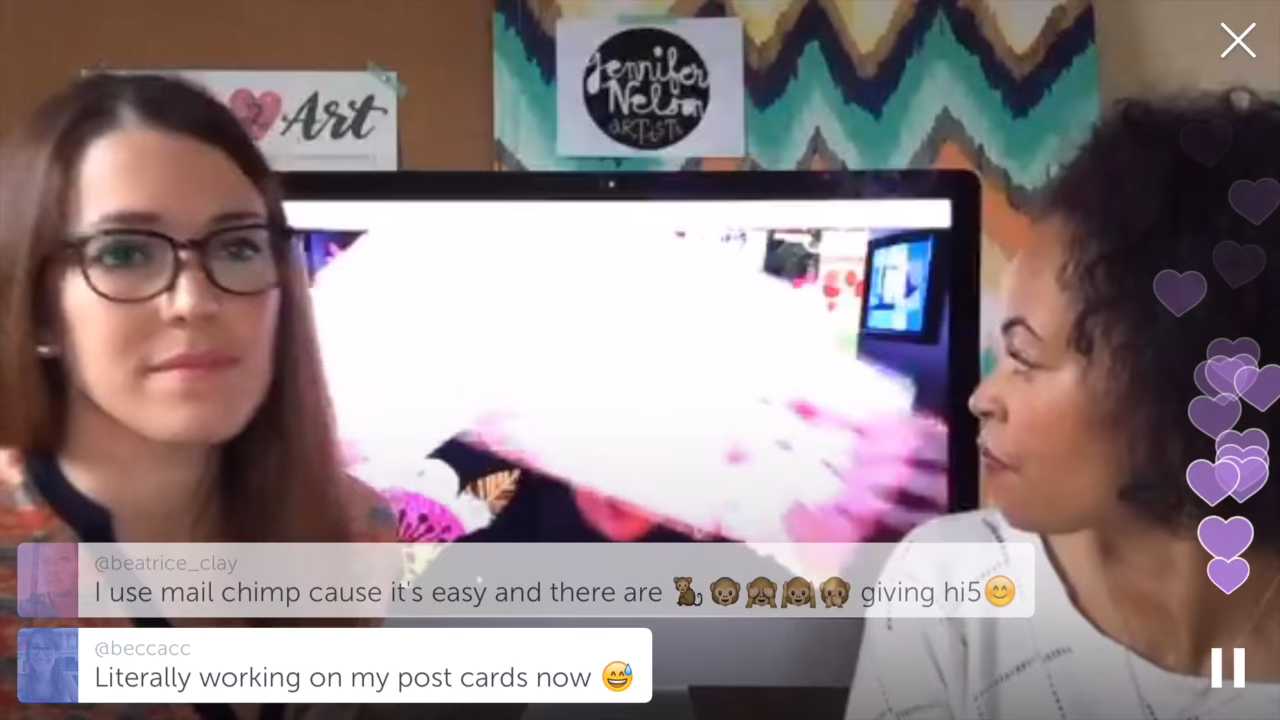 Art
Jennifer
Nelson
ARTiSTi
@beatrice_clay
I use mail chimp cause it's easy and there are 🐒🐵🙈🙉🙊 giving hi5😊
@beccacc
Literally working on my post cards now 😅